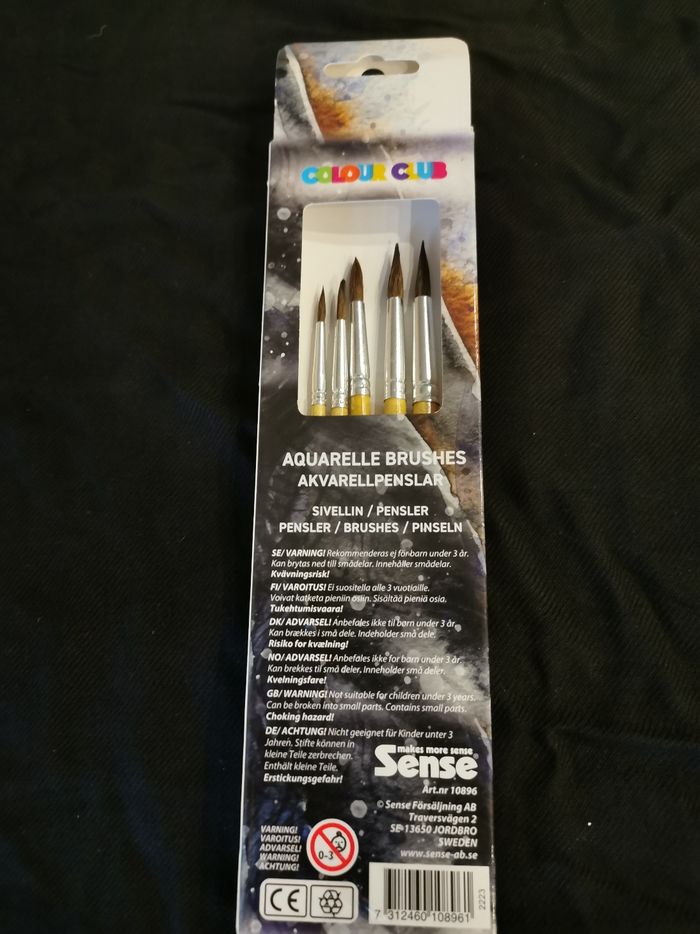 COLOUR CLUB
AQUARELLE BRUSHES
AKVARELLPENSLAR
SIVELLIN / PENSLER
PENSLER / BRUSHES / PINSELN
SE/ VARNING! Rekommenderas ej för barn under 3 år.
Kan brytas ned till smådelar. Innehåller smådelar.
Kvävningsrisk!
FI/ VAROITUS! Ei suositella alle 3 vuotiaille.
Voivat katketa pieniin osiin. Sisältää pieniä osia.
Tukehtumisvaara!
DK/ ADVARSEL! Anbefales ikke til børn under 3 år.
Kan brækkes i små dele. Indeholder små dele.
Risiko for kvælning!
NO/ ADVARSEL! Anbefales ikke for barn under 3 år.
Kan brekkes til små deler. Inneholder små deler.
Kvelningsfare!
GB/ WARNING! Not suitable for children under 3 years.
Can be broken into small parts. Contains small parts.
Choking hazard!
DE/ ACHTUNG! Nicht geeignet für Kinder unter 3
Jahren. Stifte können in
kleine Teile zerbrechen.
Enthält kleine Teile.
Erstickungsgefahr!
makes more sense
Sense®
Art.nr 10896
© Sense Försäljning AB
Traversvägen 2
SE-13650 JORDBRO
SWEDEN
www.sense-ab.se
VARNING!
VAROITUS!
ADVARSEL!
WARNING!
ACHTUNG!
0-3
CE
7 312460 108961
2223